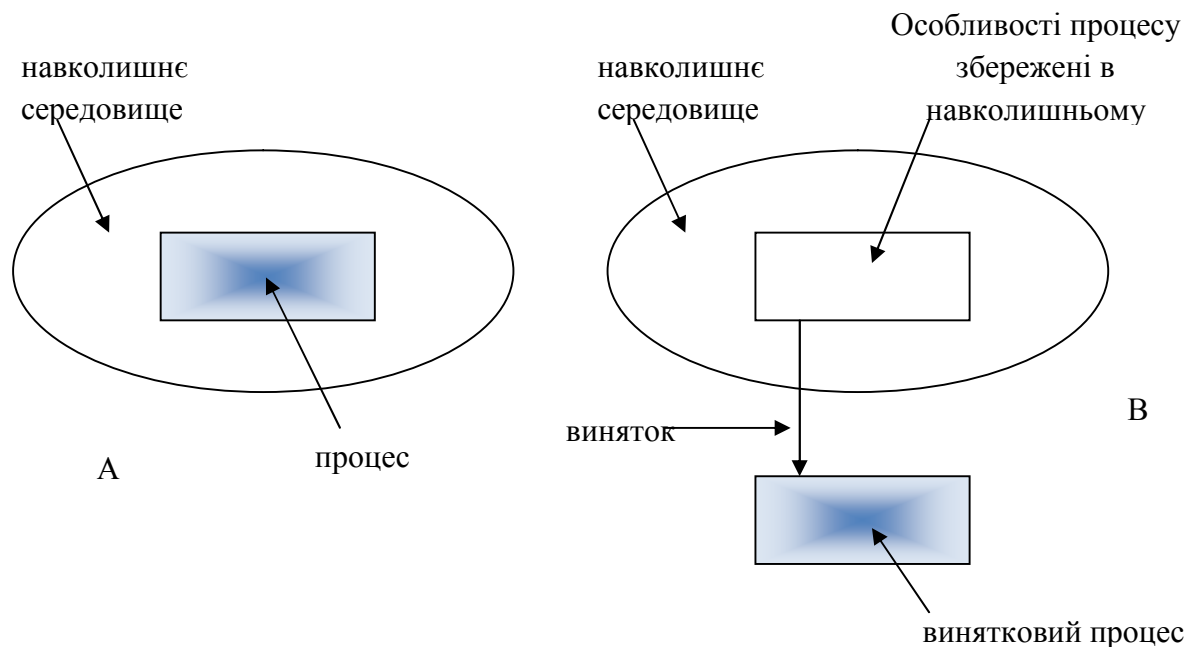 навколишнє
середовище
процес
А
навколишнє
середовище
Особливості процесу
збережені в
навколишньому
виняток
В
винятковий процес